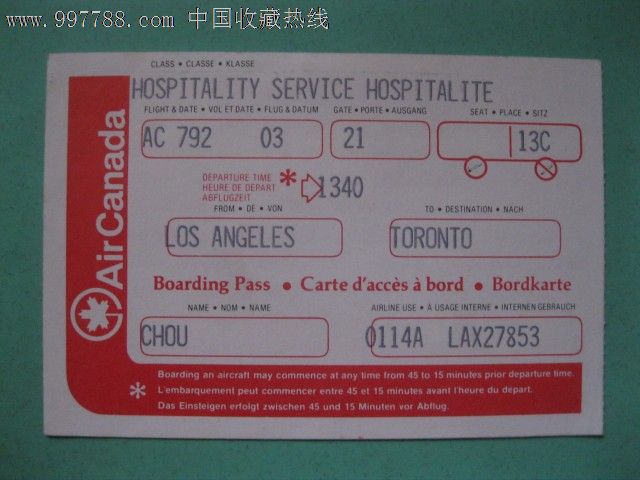 www.997788.com 中国收藏热线
CLASS • CLASSE • KLASSE
HOSPITALITY SERVICE HOSPITALITE
FLIGHT & DATE • VOL ET DATE • FLUG & DATUM
GATE • PORTE • AUSGANG
SEAT • PLACE • SITZ
AC 792 03
21
13C
DEPARTURE TIME
HEURE DE DEPART
ABFLUGZEIT
* 1340
FROM • DE • VON
TO • DESTINATION • NACH
LOS ANGELES
TORONTO
Boarding Pass • Carte d'accès à bord • Bordkarte
NAME • NOM • NAME
AIRLINE USE • À USAGE INTERNE • INTERNEN GEBRAUCH
CHOU
0114A LAX27853
Boarding an aircraft may commence at any time from 45 to 15 minutes prior departure time.
* L'embarquement peut commencer entre 45 et 15 minutes avant l'heure du départ.
Das Einsteigen erfolgt zwischen 45 und 15 Minuten vor Abflug.
Air Canada